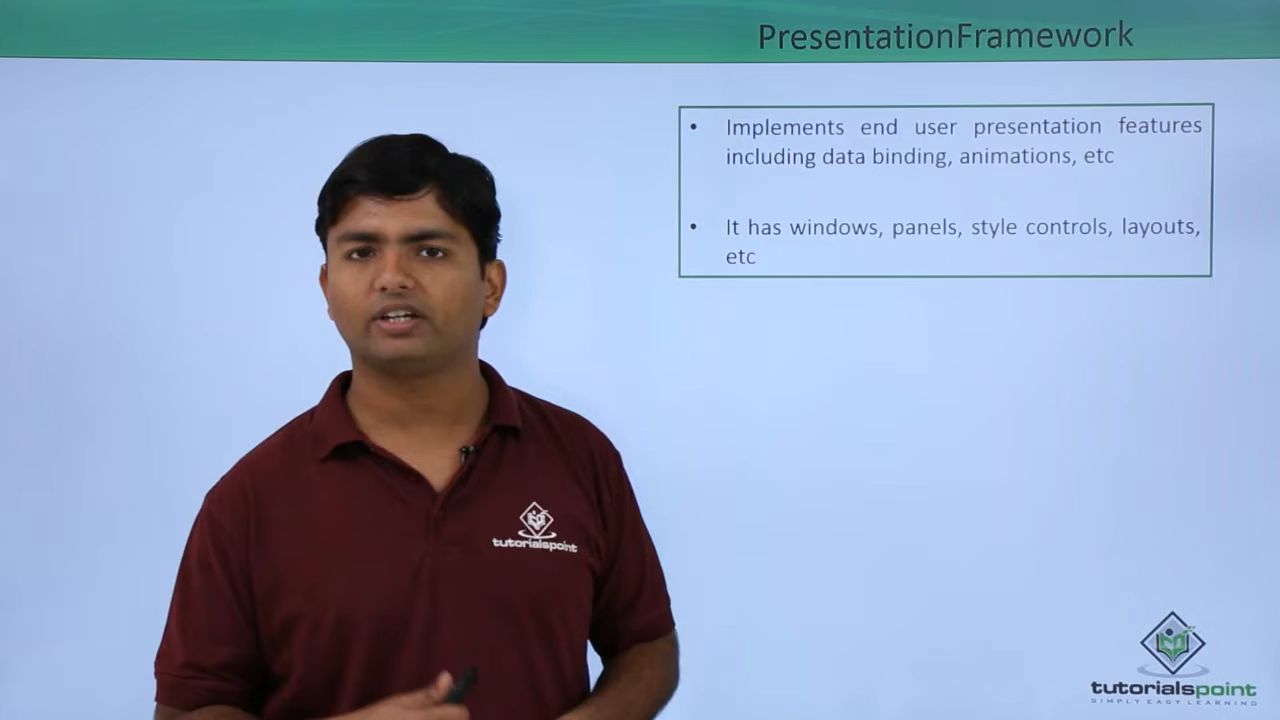 PresentationFramework
• Implements end user presentation features
including data binding, animations, etc
• It has windows, panels, style controls, layouts,
etc
tutorialspoint
tutorialspoint
SIMPLY EASY LEARNING